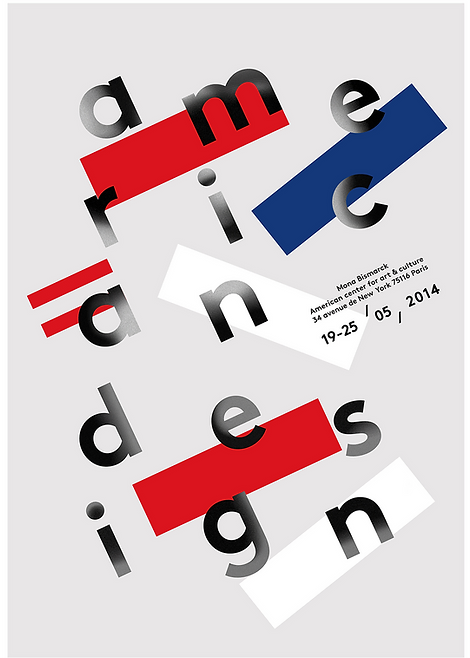 a m e
r i c
a n
Mona Bismarck
American center for art & culture
34 avenue de New York 75116 Paris
19-25 / 05 / 2014
d e s
i g n